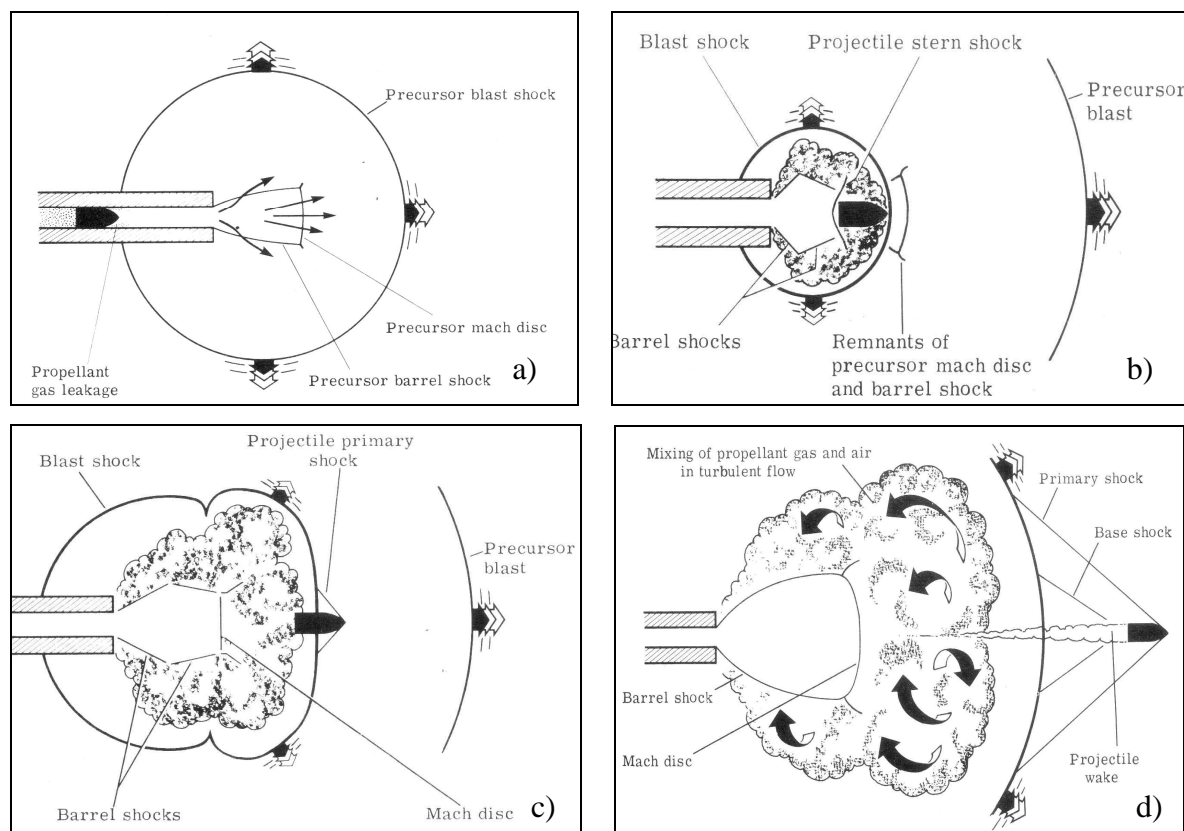 Precursor blast shock
Precursor mach disc
Propellant
gas leakage
Precursor barrel shock
a)
Blast shock
Projectile stern shock
Precursor
blast
Barrel shocks
Remnants of
precursor mach disc
and barrel shock
b)
Projectile primary
shock
Blast shock
Precursor
blast
Barrel shocks
Mach disc
c)
Mixing of propellant gas and air
in turbulent flow
Primary shock
Base shock
Barrel shock
Mach disc
Projectile
wake
d)